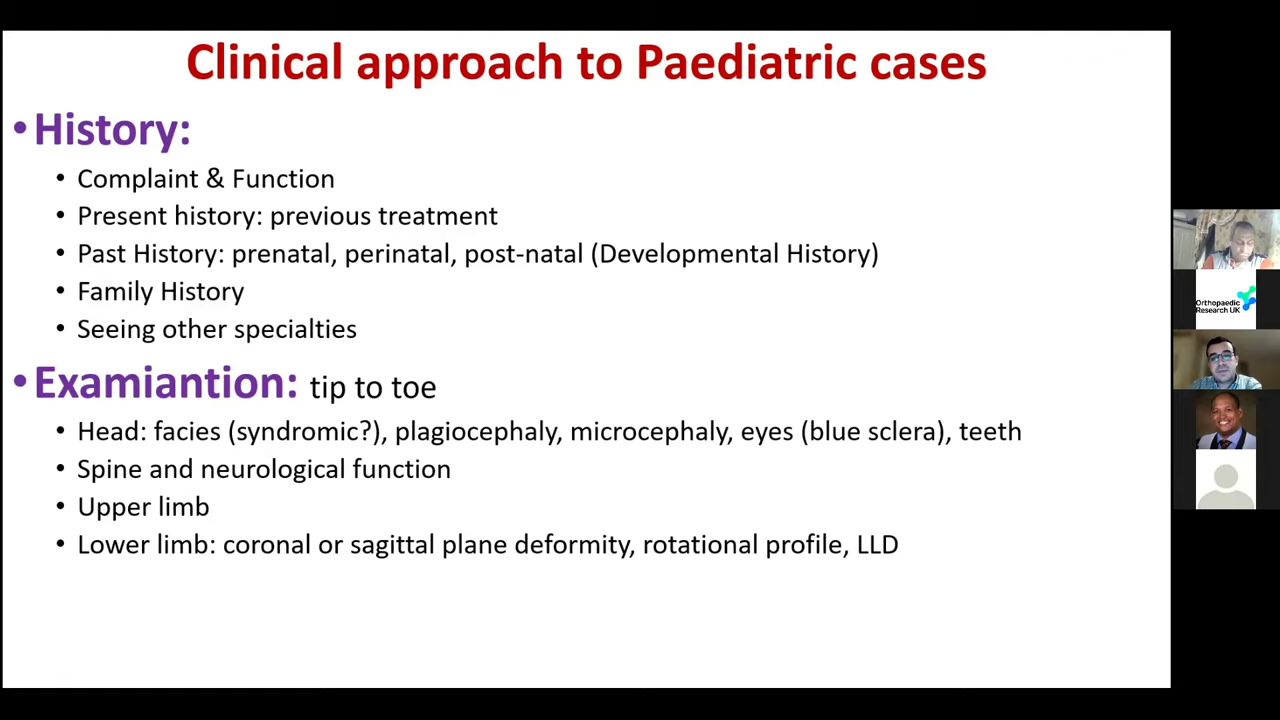 Clinical approach to Paediatric cases
• History:
• Complaint & Function
• Present history: previous treatment
• Past History: prenatal, perinatal, post-natal (Developmental History)
• Family History
• Seeing other specialties
• Examiantion: tip to toe
• Head: facies (syndromic?), plagiocephaly, microcephaly, eyes (blue sclera), teeth
• Spine and neurological function
• Upper limb
• Lower limb: coronal or sagittal plane deformity, rotational profile, LLD
Orthopaedic
Research UK